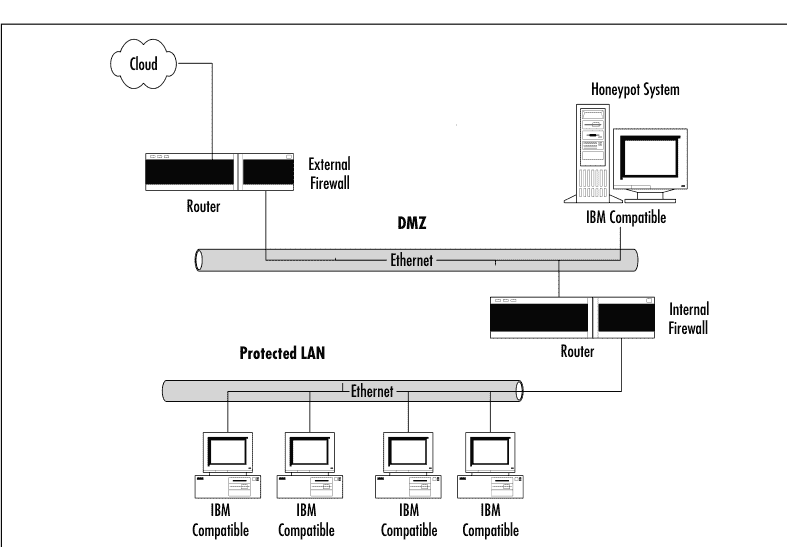 Cloud
Honeypot System
External
Firewall
Router
IBM Compatible
DMZ
Ethernet
Internal
Firewall
Router
Protected LAN
Ethernet
IBM
Compatible
IBM
Compatible
IBM
Compatible
IBM
Compatible